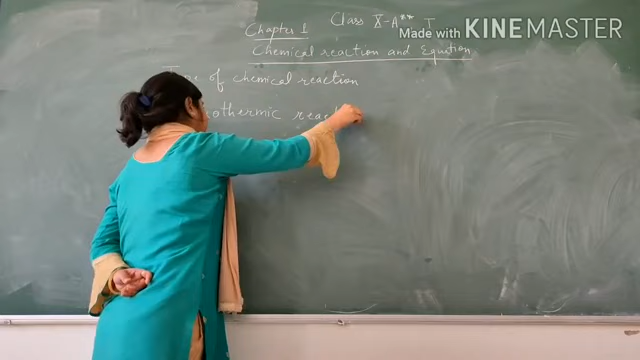 Chapter 1 Class X-A
Made with KINEMASTER
Chemical reaction and Equation
of chemical reaction
othermic reac